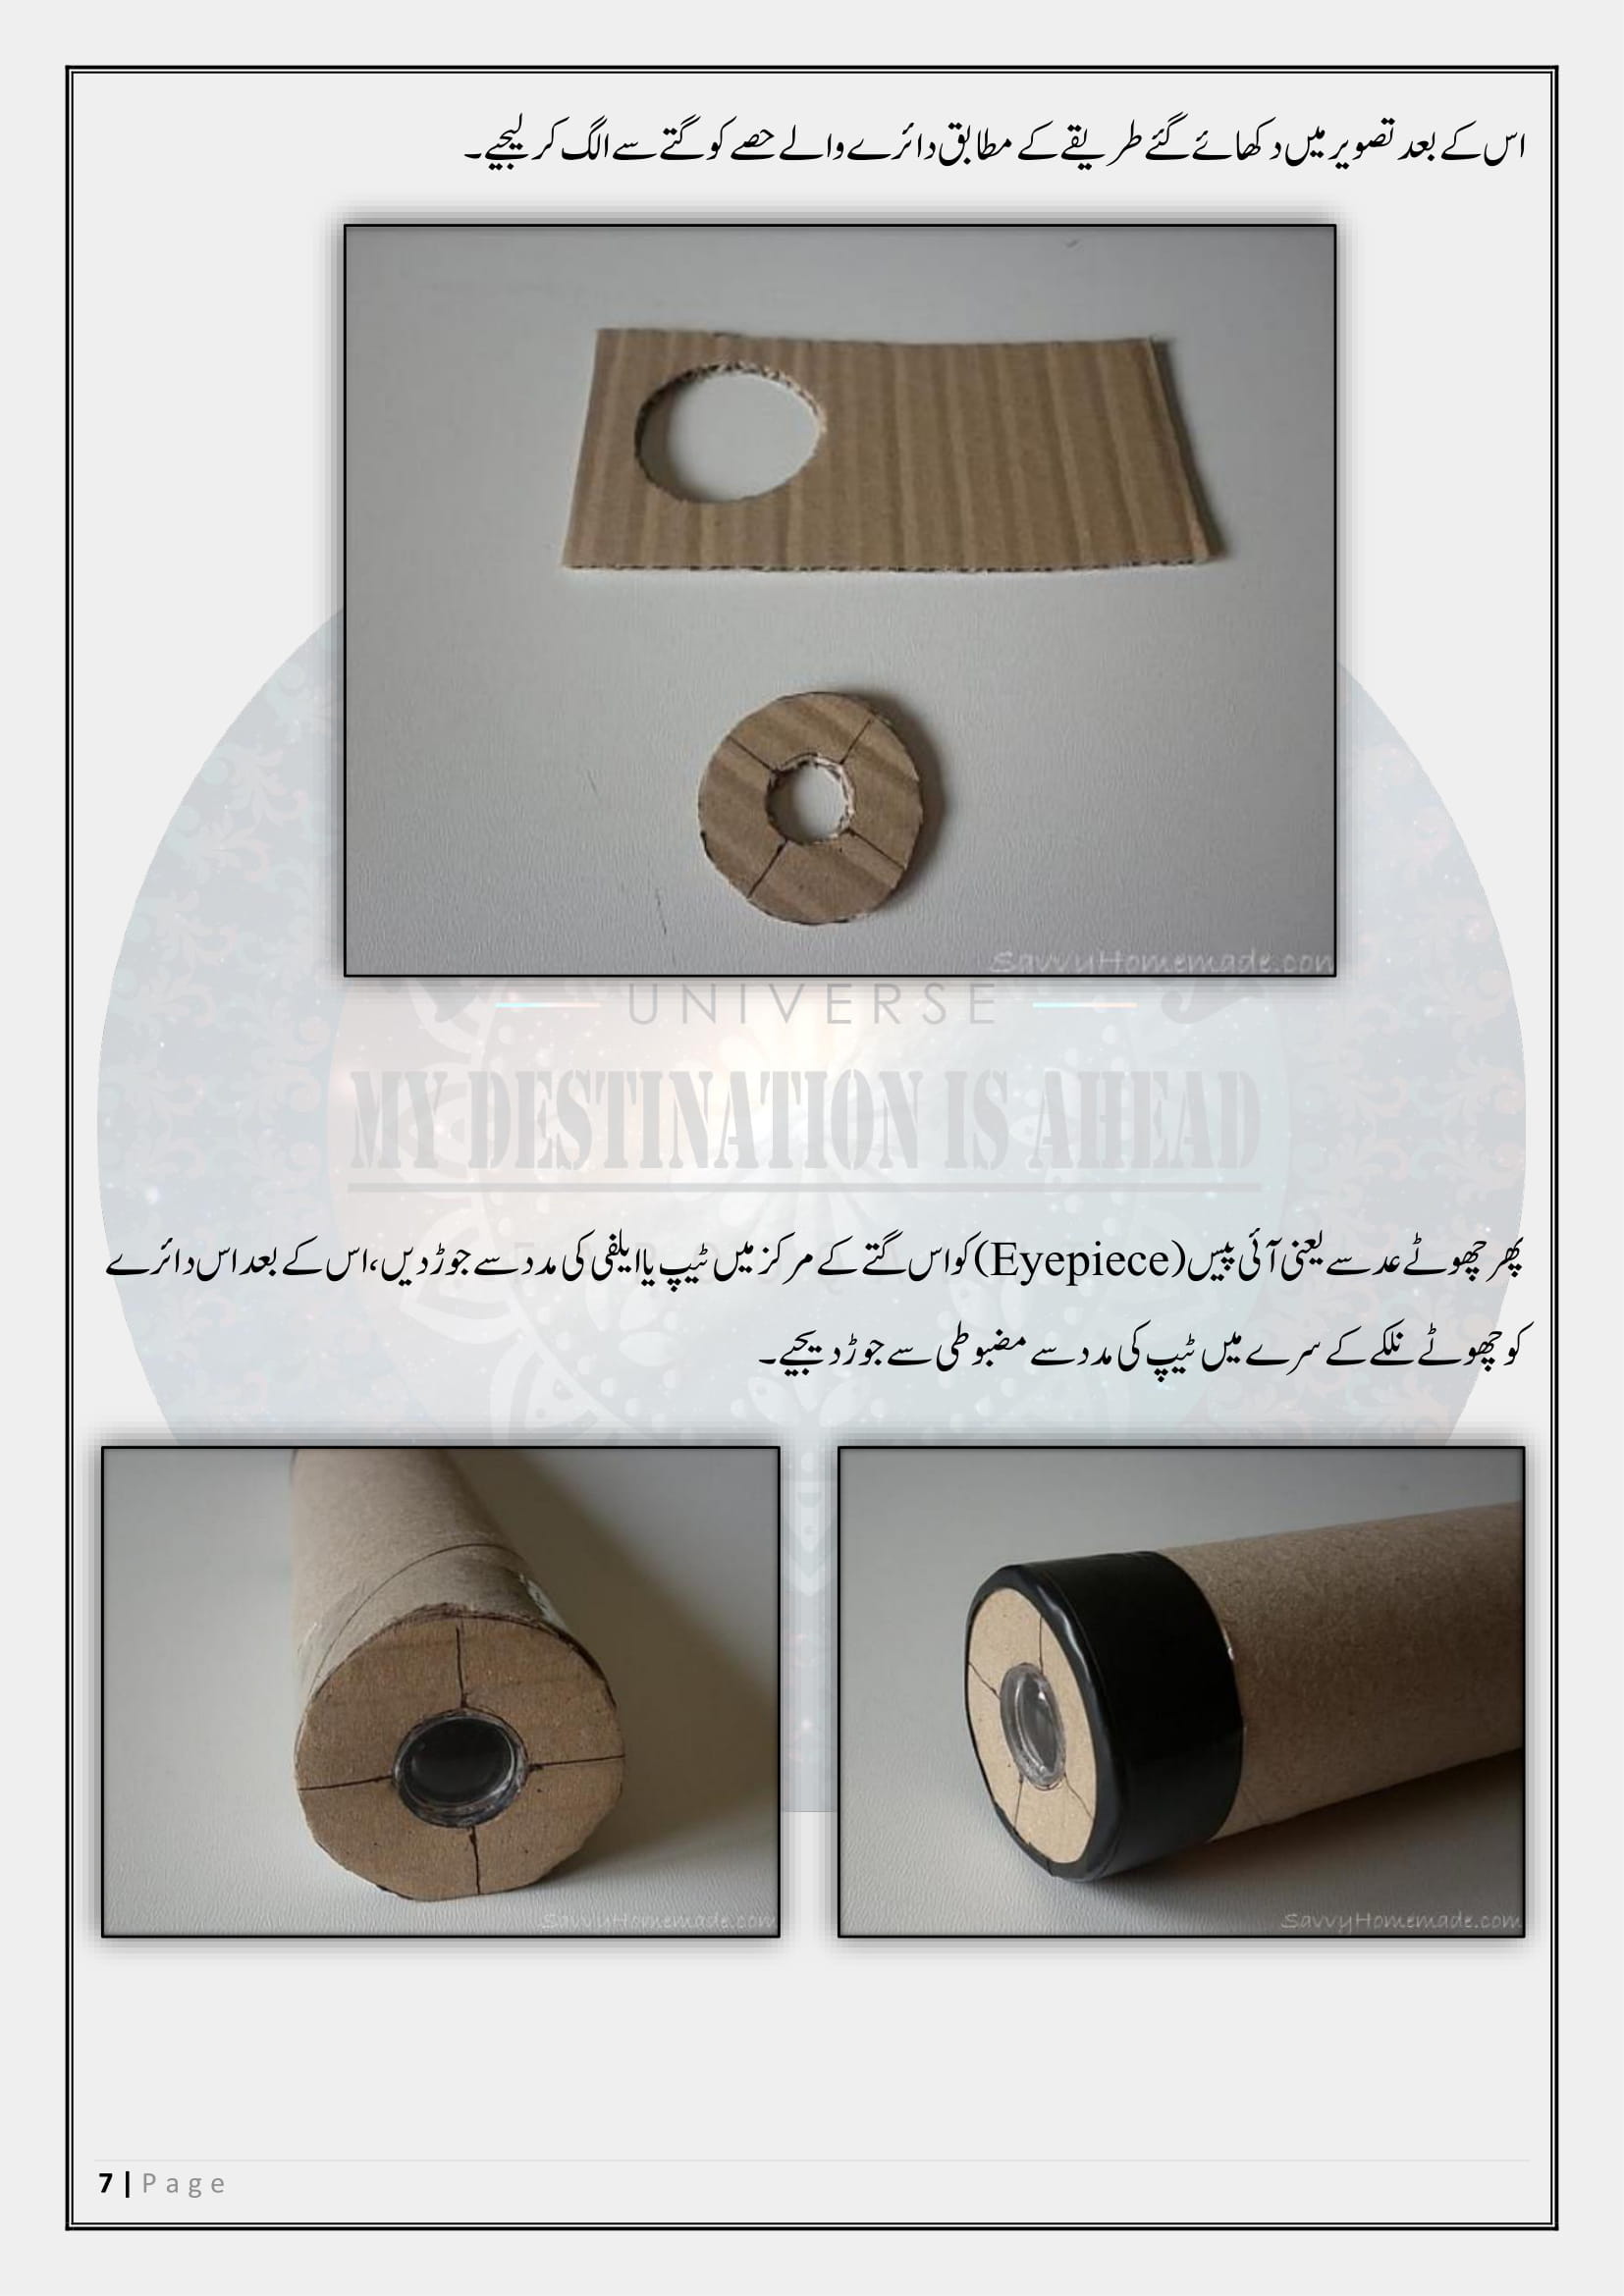 اس کے بعد تصویر میں دکھائے گئے طریقے کے مطابق دائرے والے حصے کو گتے سے الگ کر لیجیے۔
SavvyHomemade.com
UNIVERSE
MY DESTINATION IS AHEAD
پھر چھوٹے عدسے یعنی آئی پیس (Eyepiece) کو اس گتے کے مرکز میں ٹیپ یا ایلفی کی مدد سے جوڑ دیں، اس کے بعد اس دائرے
کو چھوٹے نلکے کے سرے میں ٹیپ کی مدد سے مضبوطی سے جوڑ دیجیے۔
SavvyHomemade.com
SavvyHomemade.com
7 | Page